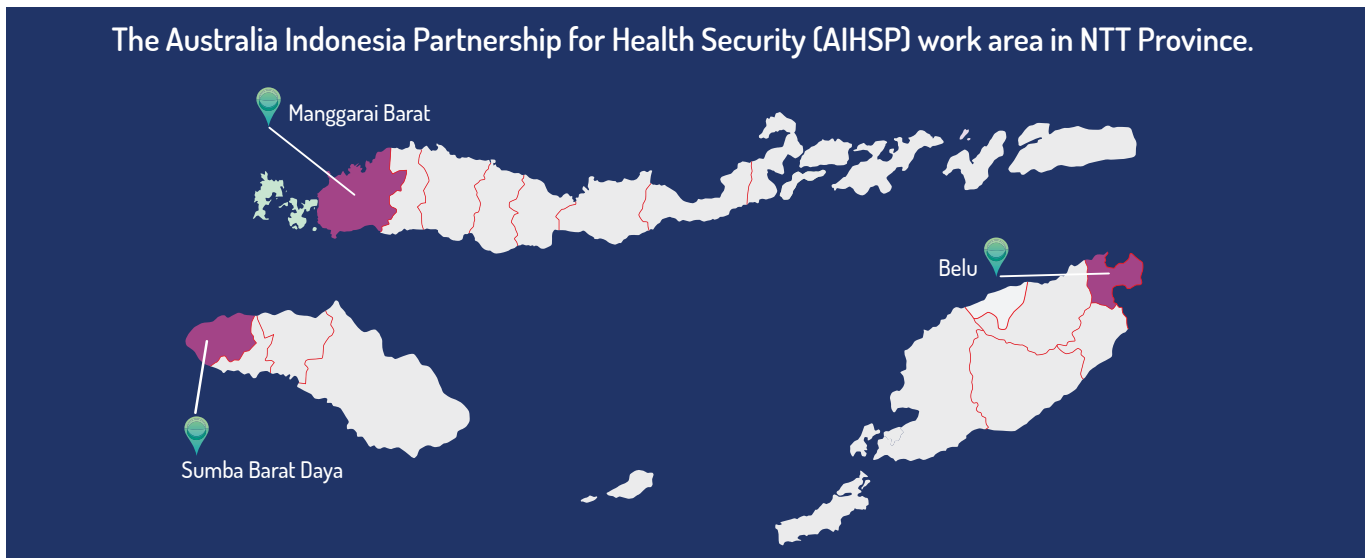 The Australia Indonesia Partnership for Health Security (AIHSP) work area in NTT Province.
Manggarai Barat
Belu
Sumba Barat Daya